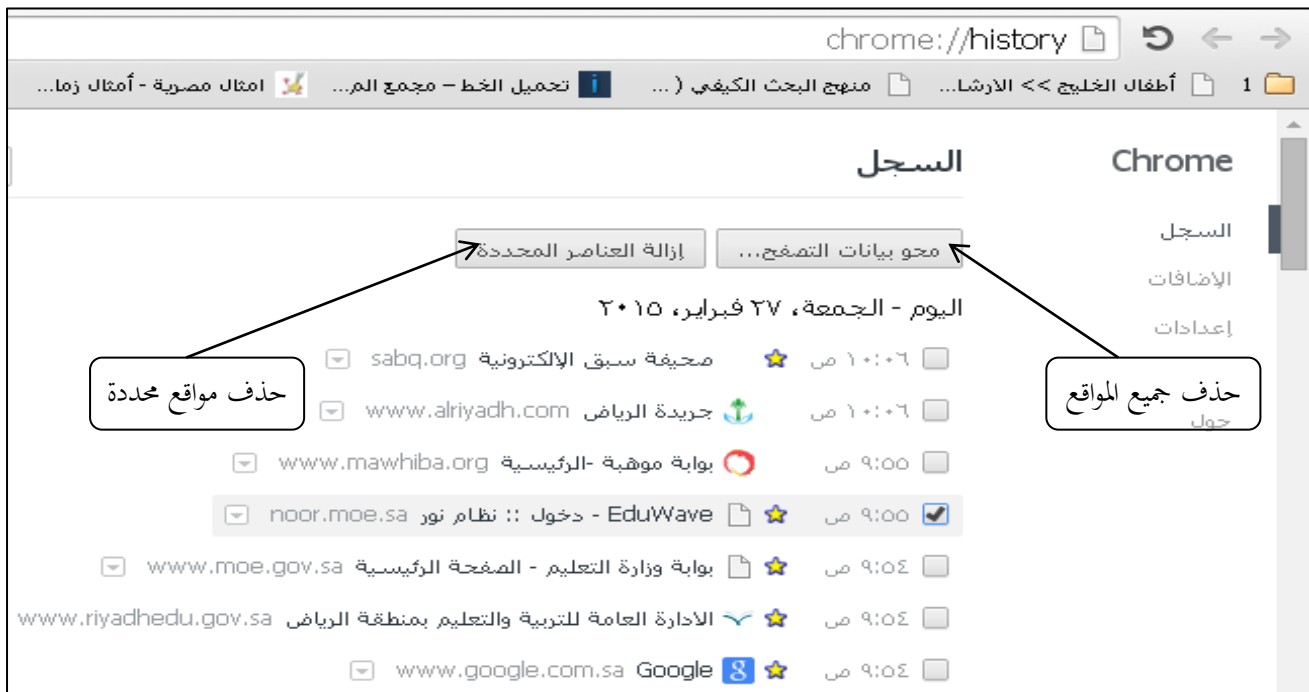 chrome://history
1 أطفال الخليج >> الارشا... منهج البحث الكيفي ( ... تحميل الخط – مجمع الم... امثال مصرية - أمثال زما...
Chrome
السجل
الإضافات
إعدادات
حول
السجل
محو بيانات التصفح... إزالة العناصر المحددة
اليوم - الجمعة، ٢٧ فبراير، ٢٠١٥
١٠:٠٦ ص صحيفة سبق الإلكترونية sabq.org
١٠:٠٦ ص جريدة الرياض www.alriyadh.com
٩:٥٥ ص بوابة موهبة -الرئيسية www.mawhiba.org
٩:٥٥ ص EduWave - دخول :: نظام نور noor.moe.sa
٩:٥٤ ص بوابة وزارة التعليم - الصفحة الرئيسية www.moe.gov.sa
٩:٥٤ ص الادارة العامة للتربية والتعليم بمنطقة الرياض www.riyadhedu.gov.sa
٩:٥٤ ص Google www.google.com.sa
حذف جميع المواقع
حذف مواقع محددة